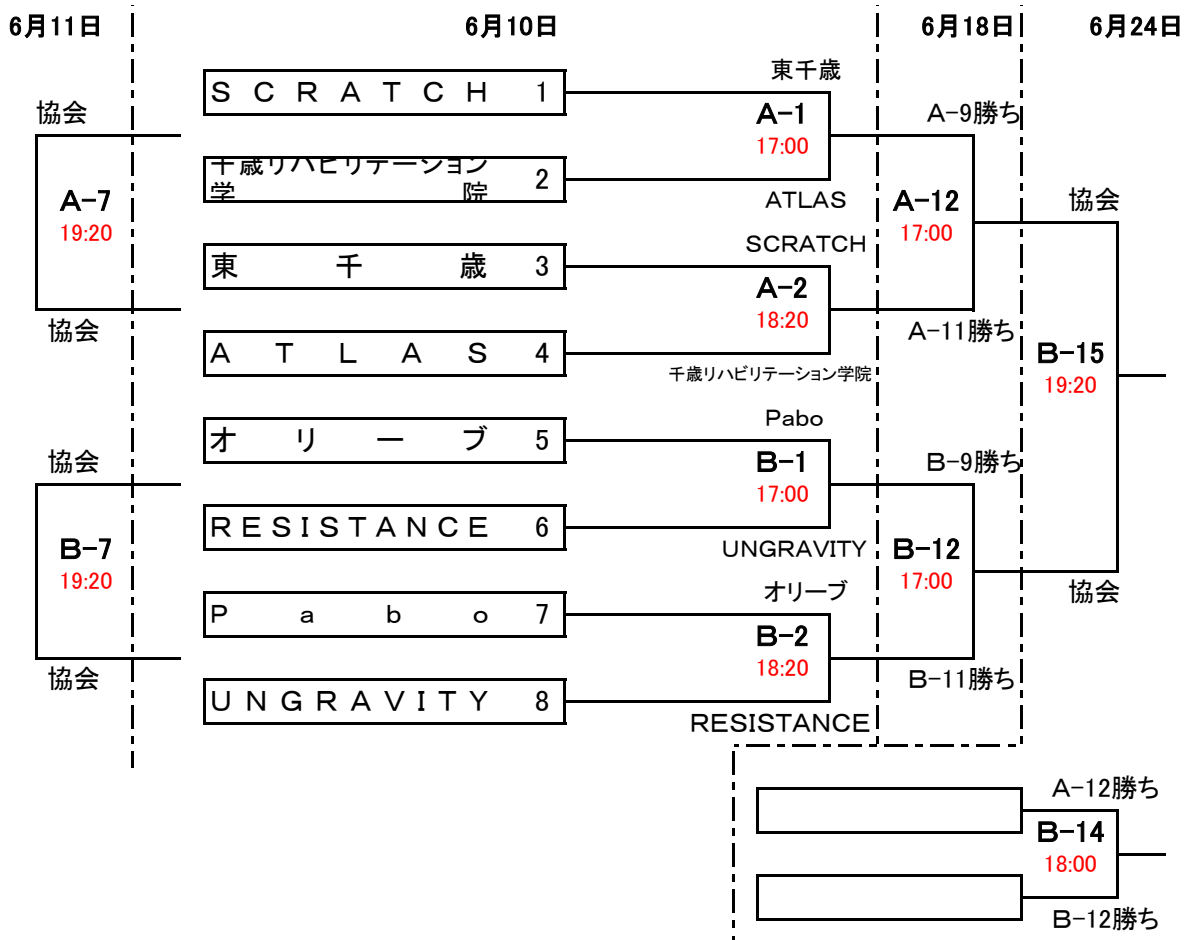 6月11日 6月10日 6月18日 6月24日
東千歳
SCRATCH 1
協会
A-1
A-9勝ち
17:00
千歳リハビリテーション
学院 2
A-7
ATLAS
A-12
協会
19:20
17:00
SCRATCH
東千歳 3
A-2
18:20
協会
A-11勝ち
ATLAS 4
B-15
千歳リハビリテーション学院
19:20
Pabo
オリーブ 5
協会
B-1
B-9勝ち
17:00
RESISTANCE 6
B-7
UNGRAVITY
B-12
19:20
17:00
オリーブ
協会
Pabo 7
B-2
18:20
協会
B-11勝ち
UNGRAVITY 8
RESISTANCE
A-12勝ち
B-14
18:00
B-12勝ち